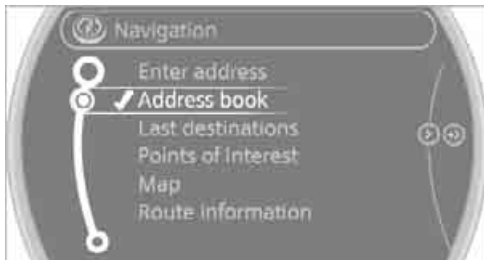 Navigation
Enter address
Address book
Last destinations
Points of Interest
Map
Route information